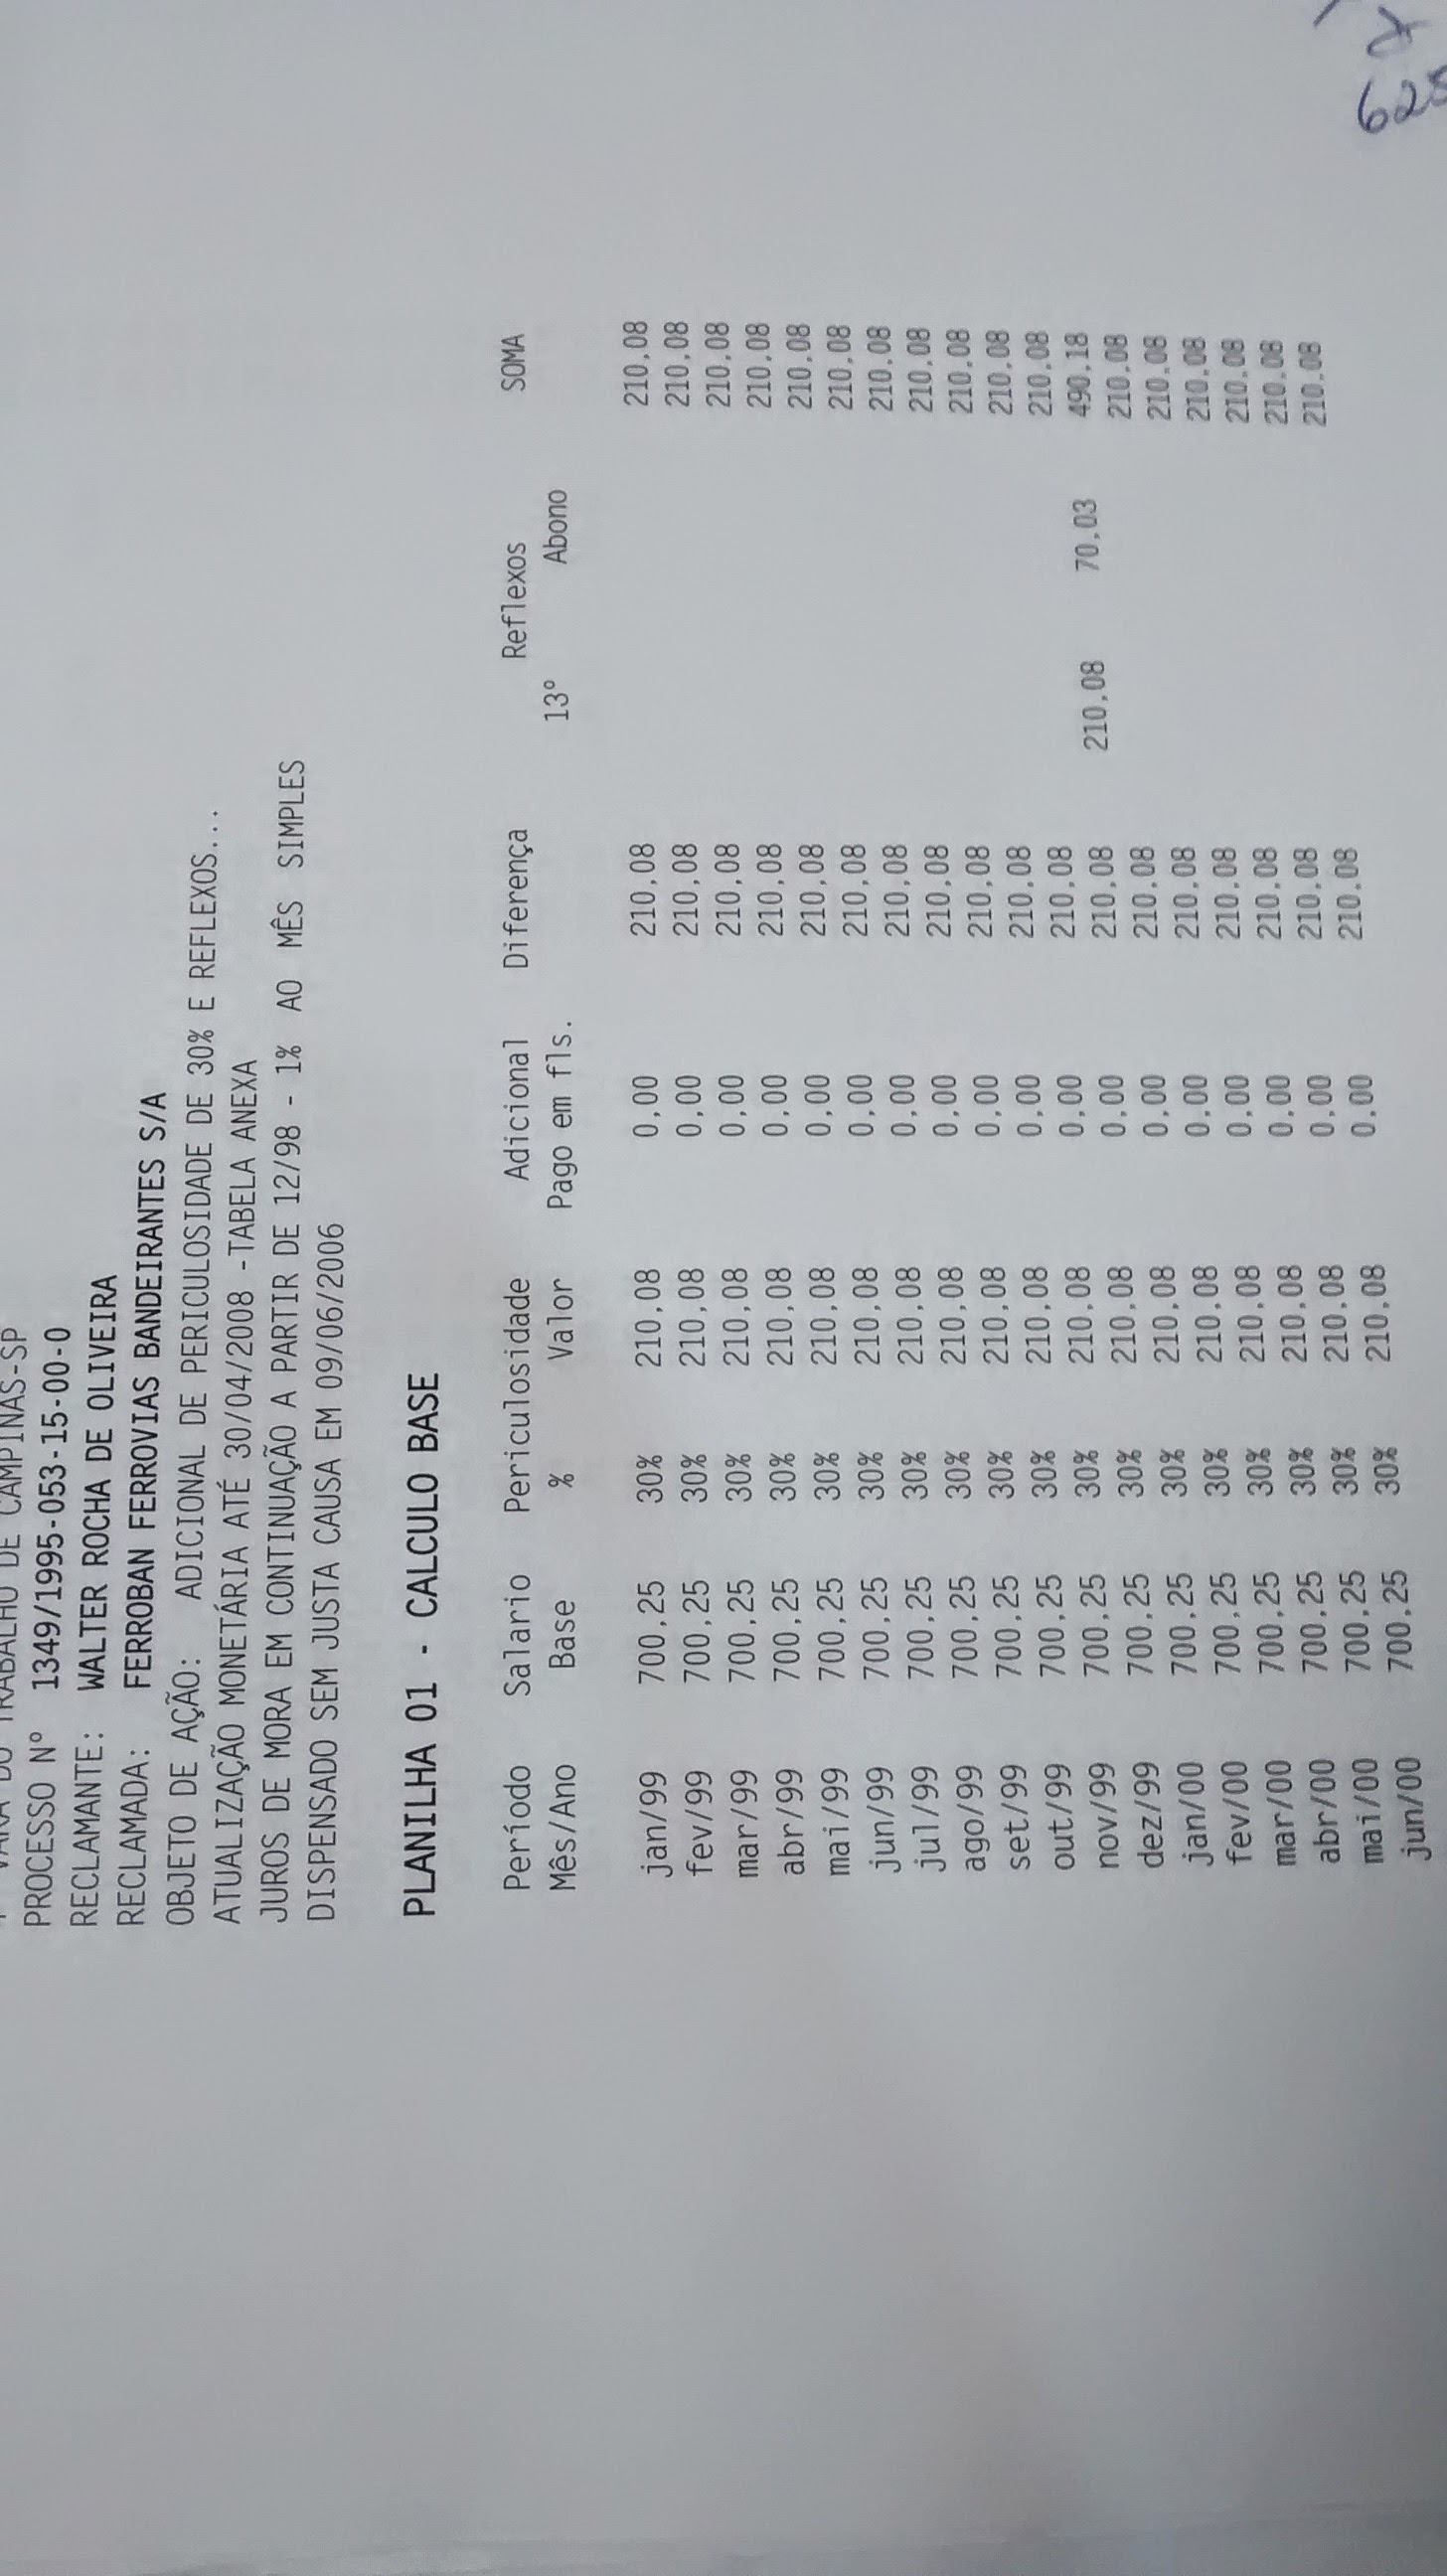 VARA DO TRABALHO DE CAMPINAS-SP
PROCESSO Nº 1349/1995-053-15-00-0
RECLAMANTE: WALTER ROCHA DE OLIVEIRA
RECLAMADA: FERROBAN FERROVIAS BANDEIRANTES S/A
OBJETO DE AÇÃO: ADICIONAL DE PERICULOSIDADE DE 30% E REFLEXOS...
ATUALIZAÇÃO MONETÁRIA ATÉ 30/04/2008 -TABELA ANEXA
JUROS DE MORA EM CONTINUAÇÃO A PARTIR DE 12/98 - 1% AO MÊS SIMPLES
DISPENSADO SEM JUSTA CAUSA EM 09/06/2006
PLANILHA 01 - CALCULO BASE
Período Salario Periculosidade Adicional Diferença Reflexos SOMA
Mês/Ano Base % Valor Pago em fls. 13º Abono
jan/99 700,25 30% 210,08 0,00 210,08 210,08
fev/99 700,25 30% 210,08 0,00 210,08 210,08
mar/99 700,25 30% 210,08 0,00 210,08 210,08
abr/99 700,25 30% 210,08 0,00 210,08 210,08
mai/99 700,25 30% 210,08 0,00 210,08 210,08
jun/99 700,25 30% 210,08 0,00 210,08 210,08
jul/99 700,25 30% 210,08 0,00 210,08 210,08
ago/99 700,25 30% 210,08 0,00 210,08 210,08
set/99 700,25 30% 210,08 0,00 210,08 210,08
out/99 700,25 30% 210,08 0,00 210,08 210,08
nov/99 700,25 30% 210,08 0,00 210,08 210,08
dez/99 700,25 30% 210,08 0,00 210,08 210,08 70,03 490,18
jan/00 700,25 30% 210,08 0,00 210,08 210,08
fev/00 700,25 30% 210,08 0,00 210,08 210,08
mar/00 700,25 30% 210,08 0,00 210,08 210,08
abr/00 700,25 30% 210,08 0,00 210,08 210,08
mai/00 700,25 30% 210,08 0,00 210,08 210,08
jun/00 700,25 30% 210,08 0,00 210,08 210,08